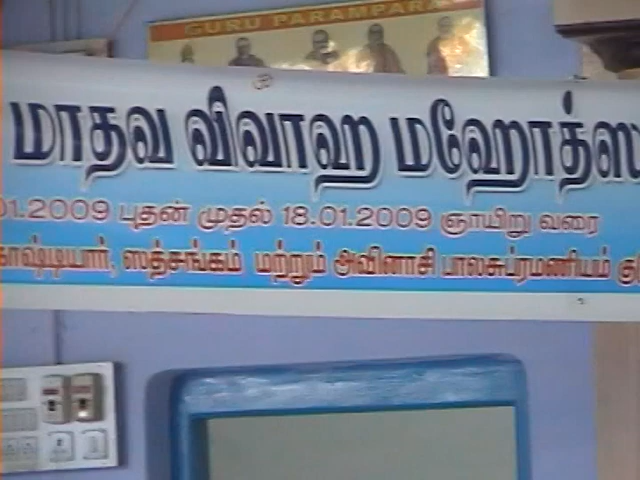 GURU PARAMPARA
மாதவ விவாஹ மஹோத்ஸ
01.2009 புதன் முதல் 18.01.2009 ஞாயிறு வரை
கோஷ்டியார், ஸத்சங்கம் மற்றும் அவினாசி பாலசுப்ரமணியம்